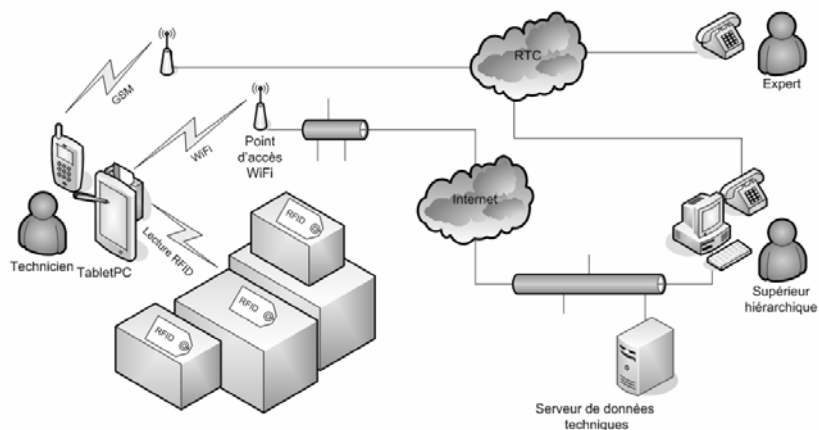 RTC
Expert
GSM
WiFi
Point
d'accès
WiFi
Internet
Technicien
TabletPC
Lecture RFID
RFID
RFID
RFID
Supérieur
hiérarchique
Serveur de données
techniques